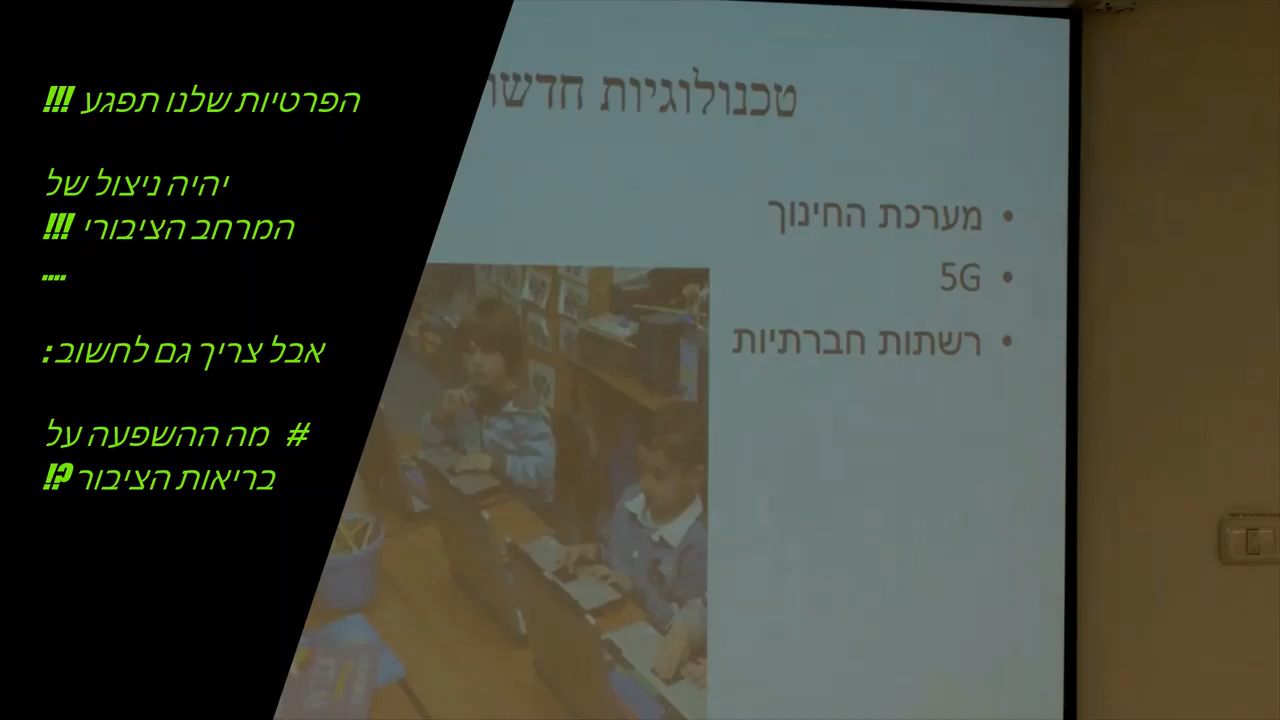 הפרטיות שלנו תפגע !!!
יהיה ניצול של
המרחב הציבורי !!!
....
אבל צריך גם לחשוב:
# מה ההשפעה על
בריאות הציבור ?!
טכנולוגיות חדשו
• מערכת החינוך
• 5G
• רשתות חברתיות